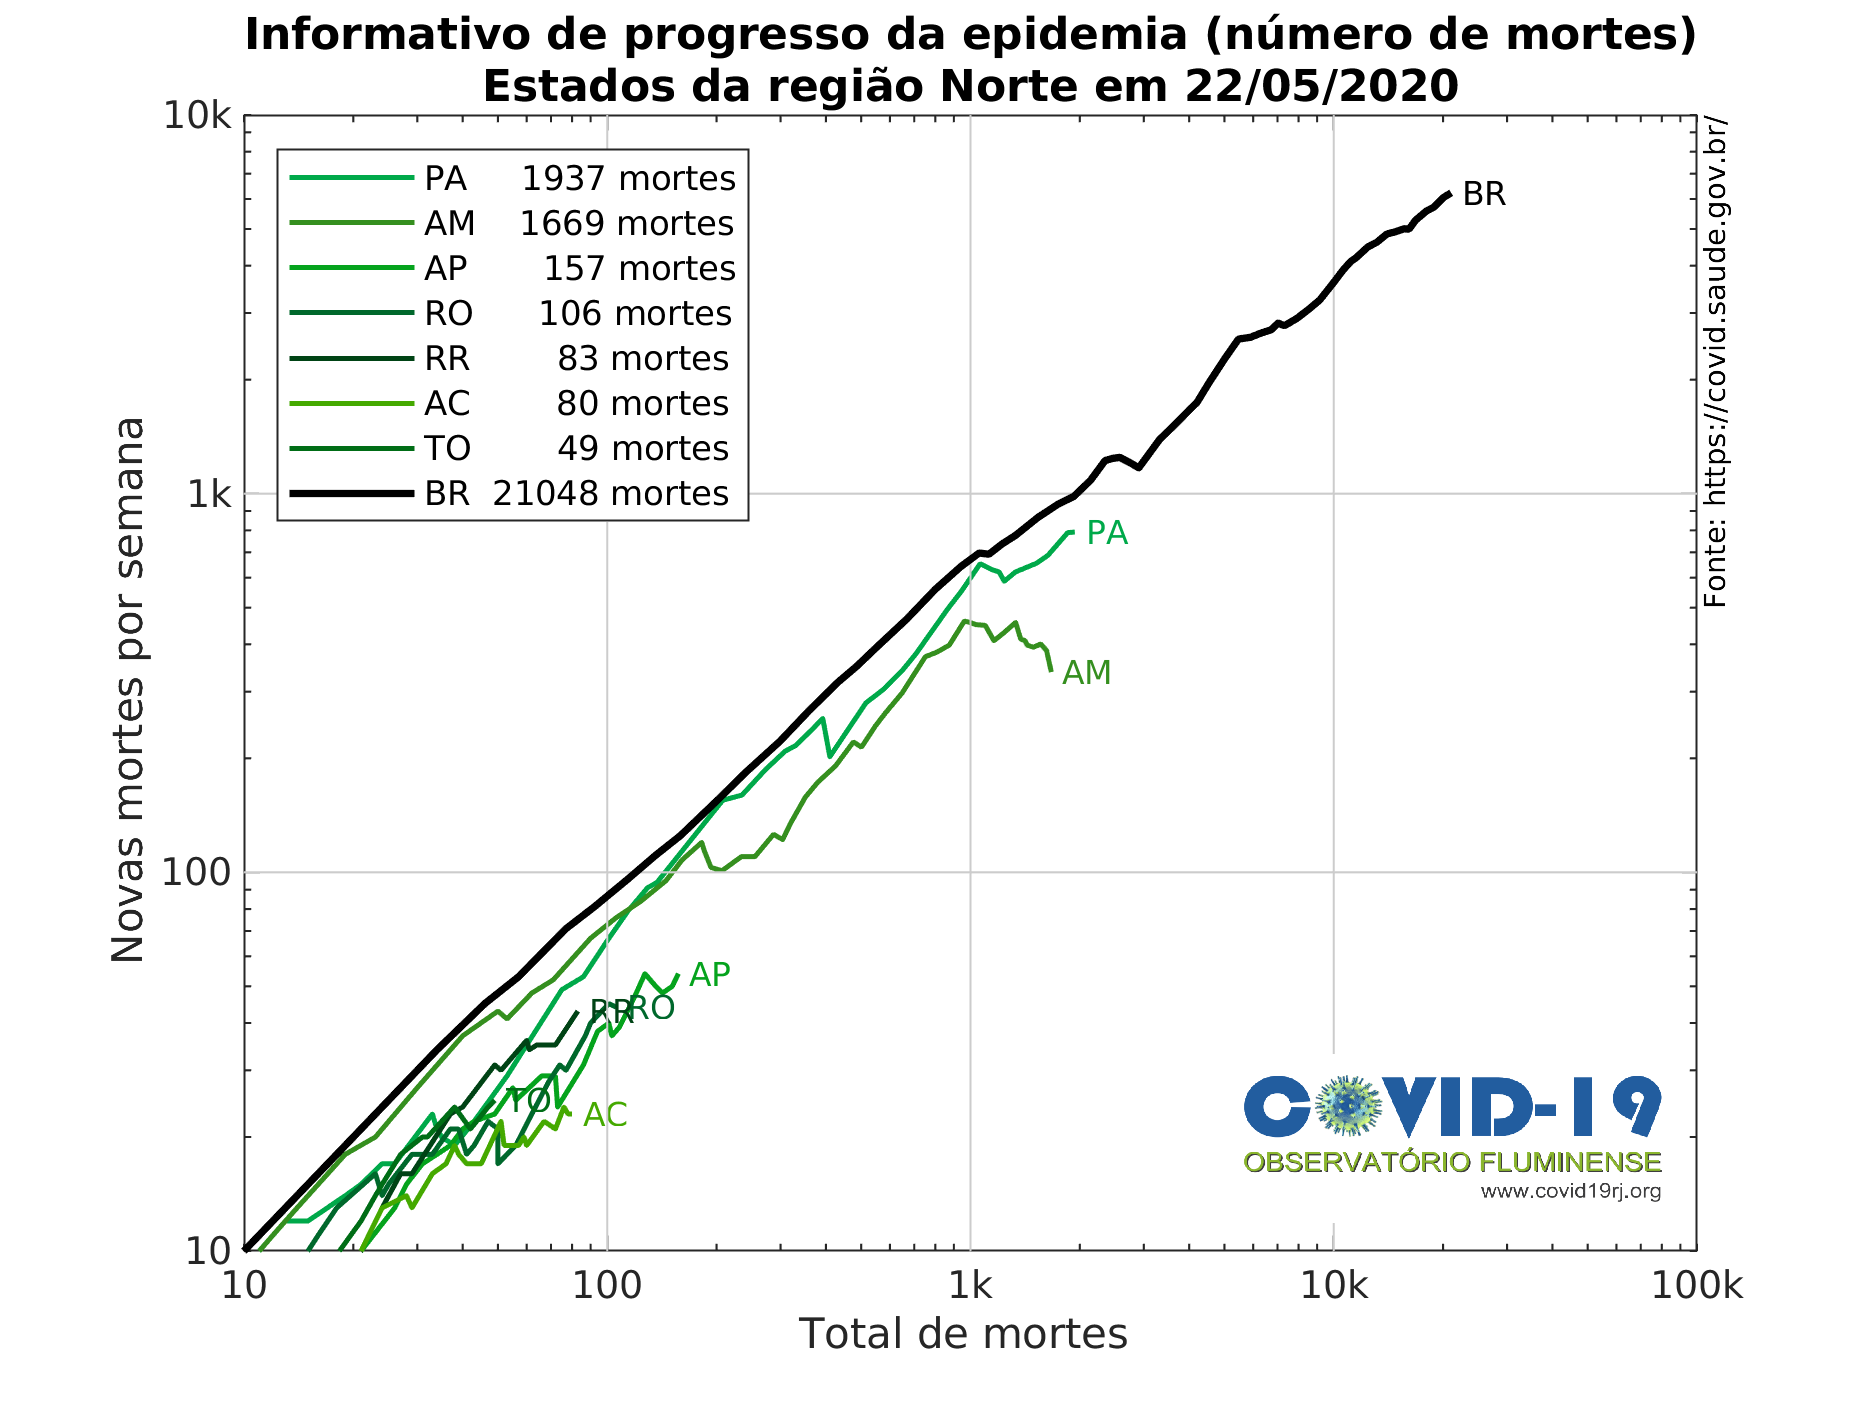 Informativo de progresso da epidemia (número de mortes)
Estados da região Norte em 22/05/2020
10k
1k
100
10
Novas mortes por semana
PA 1937 mortes
AM 1669 mortes
AP 157 mortes
RO 106 mortes
RR 83 mortes
AC 80 mortes
TO 49 mortes
BR 21048 mortes
BR
PA
AM
AP
RR
RO
TO
AC
Fonte: https://covid.saude.gov.br/
COVID-19
OBSERVATÓRIO FLUMINENSE
www.covid19rj.org
10 100 1k 10k 100k
Total de mortes